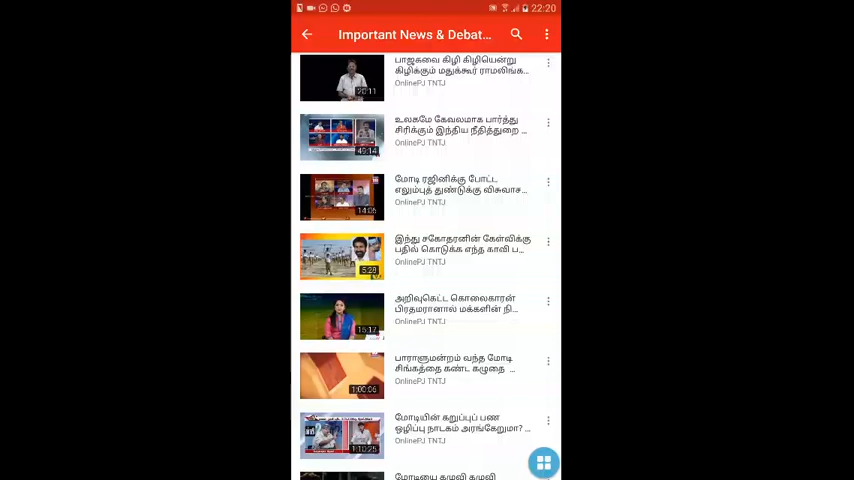 22:20
Important News & Debat...
பாஜகவை கிழி கிழியென்று
கிழிக்கும் மதுக்கூர் ராமலிங்க...
OnlinePJ TNTJ
20:11
உலகமே கேவலமாக பார்த்து
சிரிக்கும் இந்திய நீதித்துறை ...
OnlinePJ TNTJ
49:14
மோடி ரஜினிக்கு போட்ட
எலும்புத் துண்டுக்கு விசுவாச...
OnlinePJ TNTJ
14:06
இந்து சகோதரனின் கேள்விக்கு
பதில் கொடுக்க எந்த காவி ப...
OnlinePJ TNTJ
5:28
அறிவுகெட்ட கொலைகாரன்
பிரதமரானால் மக்களின் நி...
OnlinePJ TNTJ
15:17
பாராளுமன்றம் வந்த மோடி
சிங்கத்தை கண்ட கழுதை ...
OnlinePJ TNTJ
1:00:06
மோடியின் கறுப்புப் பண
ஒழிப்பு நாடகம் அரங்கேறுமா? ...
OnlinePJ TNTJ
1:10:25
மோடியை கழுவி கழுவி